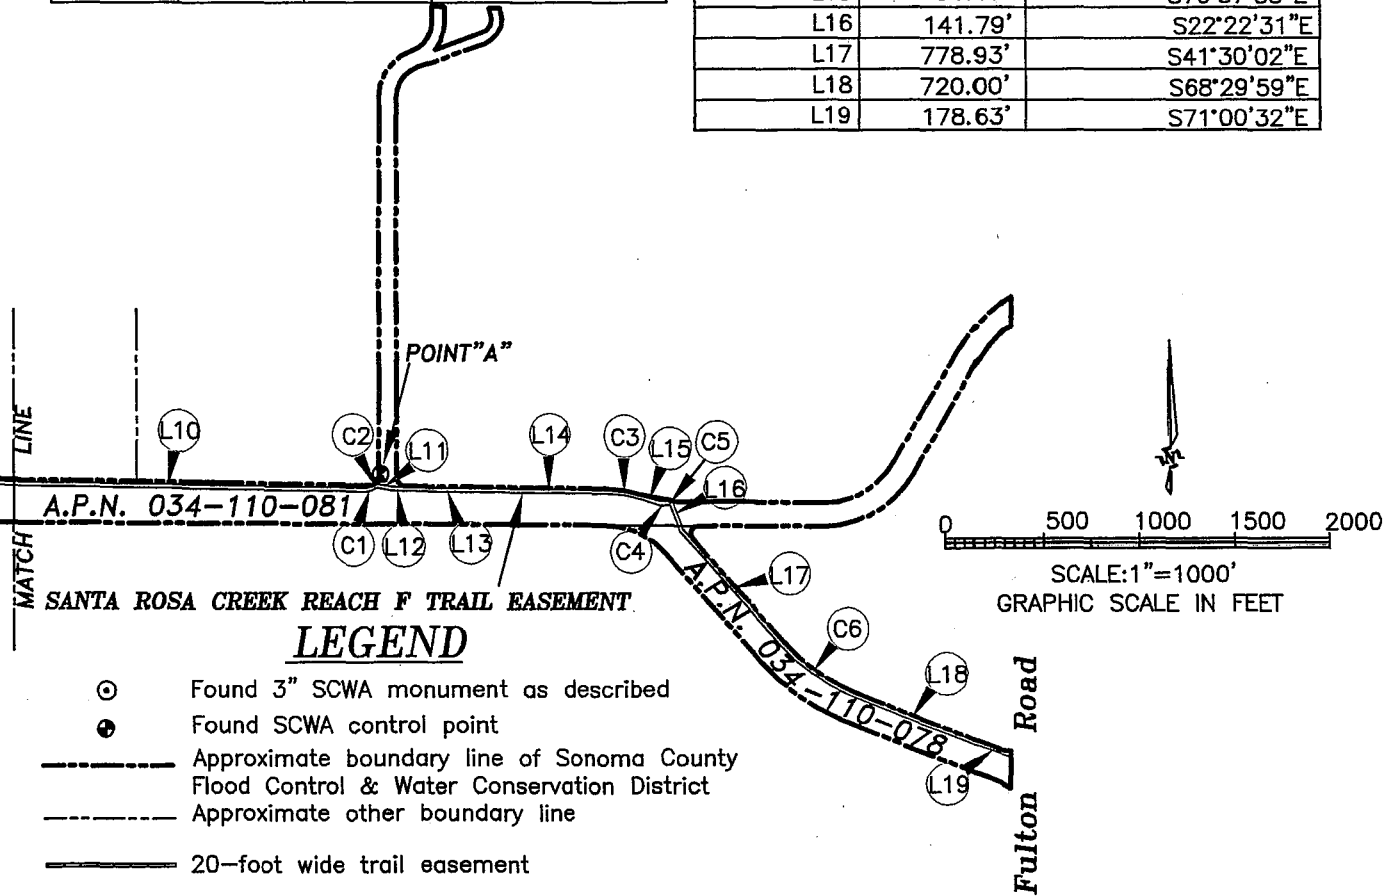 L16 141.79' S22°22'31"E
L17 778.93' S41°30'02"E
L18 720.00' S68°29'59"E
L19 178.63' S71°00'32"E
POINT"A"
MATCH LINE
L10
C2
L11
L14
C3
L15
C5
L16
A.P.N. 034-110-081
C1
L12
L13
C4
L17
A.P.N. 034-110-078
C6
L18
L19
SANTA ROSA CREEK REACH F TRAIL EASEMENT
N
0 500 1000 1500 2000
SCALE:1"=1000'
GRAPHIC SCALE IN FEET
Fulton Road
LEGEND
Found 3" SCWA monument as described
Found SCWA control point
Approximate boundary line of Sonoma County
Flood Control & Water Conservation District
Approximate other boundary line
20-foot wide trail easement